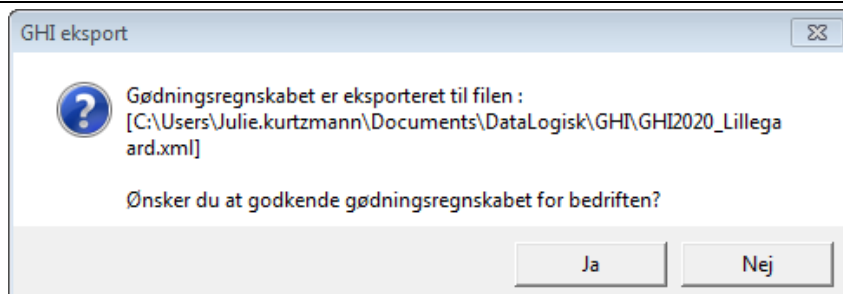 GHI eksport
Gødningsregnskabet er eksporteret til filen :
[C:\Users\Julie.kurtzmann\Documents\DataLogisk\GHI\GHI2020_Lillega
ard.xml]
Ønsker du at godkende gødningsregnskabet for bedriften?
Ja
Nej